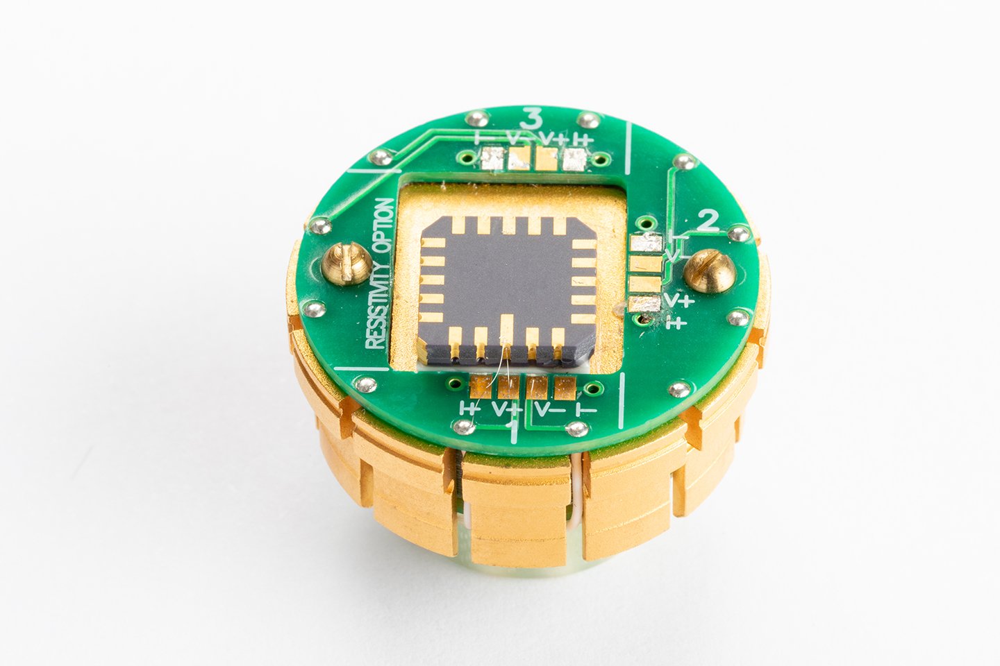 3
I- V- V+ I+
RESISTIVITY OPTION
2
I-
V-
V+
I+
I+ V+ V- I-
1